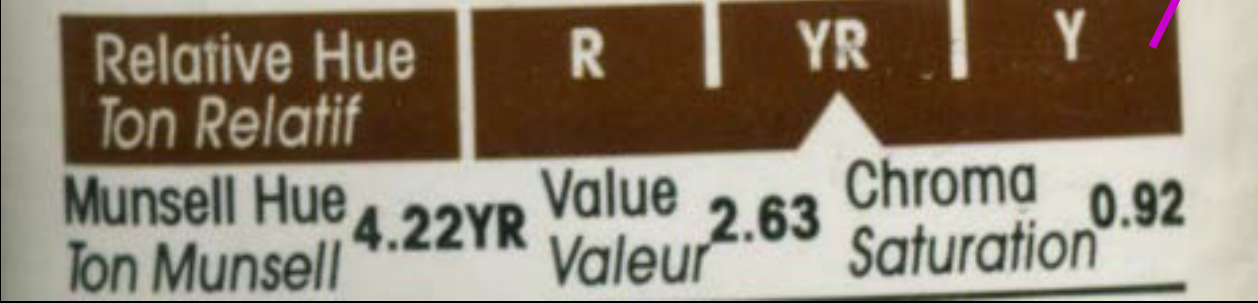 Relative Hue R YR Y
Ton Relatif
Munsell Hue 4.22YR Value 2.63 Chroma 0.92
Ton Munsell Valeur Saturation